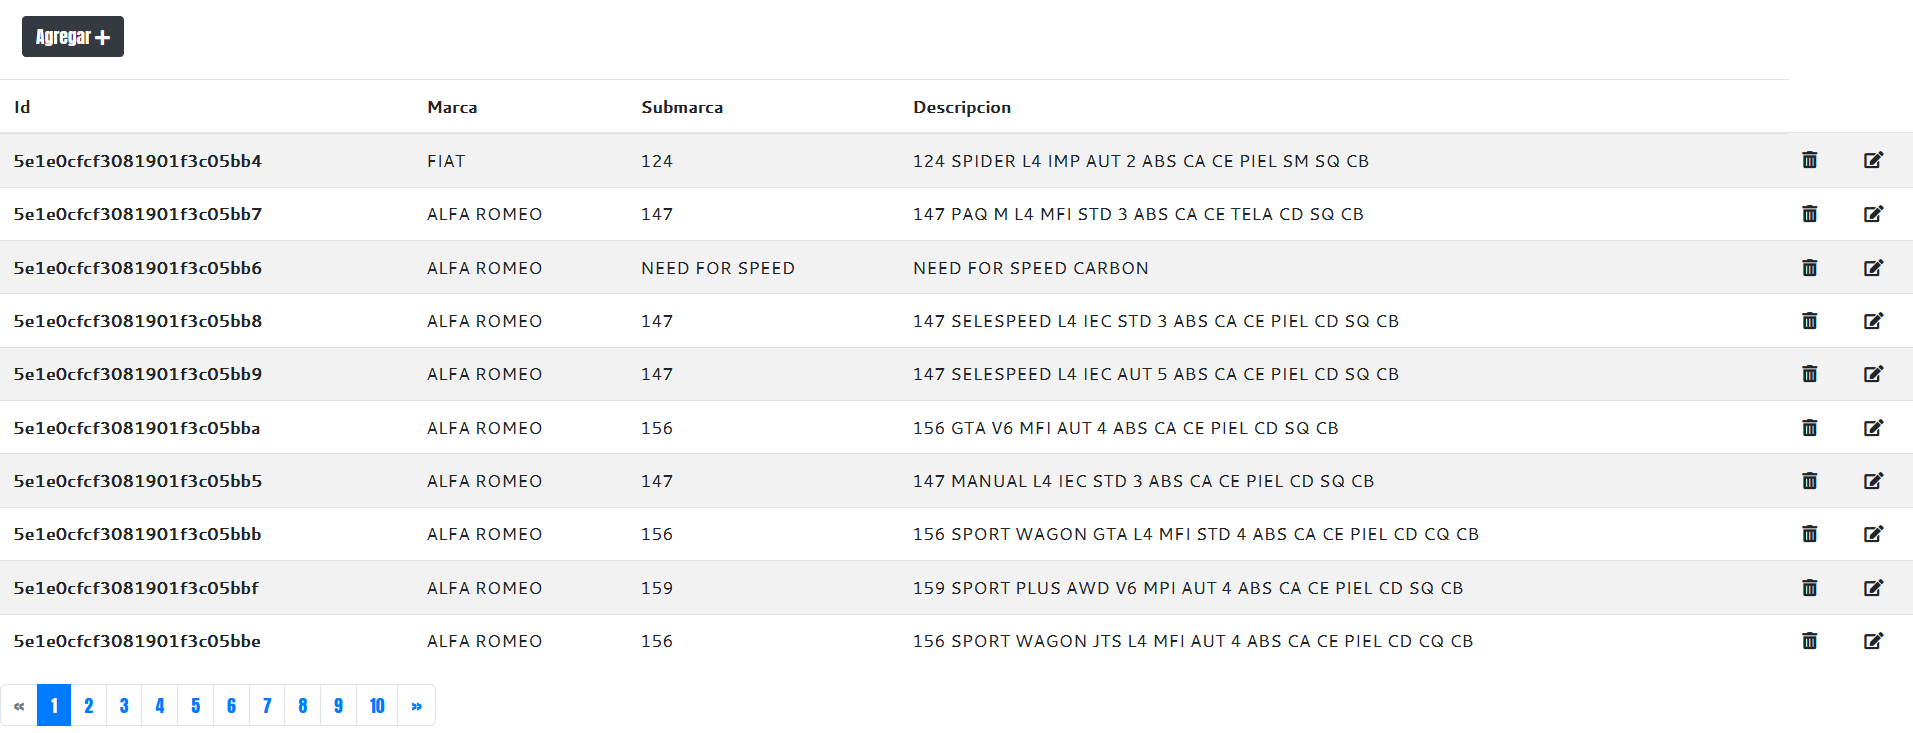 Agregar
Id Marca Submarca Descripcion
5e1e0cfcf3081901f3c05bb4 FIAT 124 124 SPIDER L4 IMP AUT 2 ABS CA CE PIEL SM SQ CB
5e1e0cfcf3081901f3c05bb7 ALFA ROMEO 147 147 PAQ M L4 MFI STD 3 ABS CA CE TELA CD SQ CB
5e1e0cfcf3081901f3c05bb6 ALFA ROMEO NEED FOR SPEED NEED FOR SPEED CARBON
5e1e0cfcf3081901f3c05bb8 ALFA ROMEO 147 147 SELESPEED L4 IEC STD 3 ABS CA CE PIEL CD SQ CB
5e1e0cfcf3081901f3c05bb9 ALFA ROMEO 147 147 SELESPEED L4 IEC AUT 5 ABS CA CE PIEL CD SQ CB
5e1e0cfcf3081901f3c05bba ALFA ROMEO 156 156 GTA V6 MFI AUT 4 ABS CA CE PIEL CD SQ CB
5e1e0cfcf3081901f3c05bb5 ALFA ROMEO 147 147 MANUAL L4 IEC STD 3 ABS CA CE PIEL CD SQ CB
5e1e0cfcf3081901f3c05bbb ALFA ROMEO 156 156 SPORT WAGON GTA L4 MFI STD 4 ABS CA CE PIEL CD CQ CB
5e1e0cfcf3081901f3c05bbf ALFA ROMEO 159 159 SPORT PLUS AWD V6 MPI AUT 4 ABS CA CE PIEL CD SQ CB
5e1e0cfcf3081901f3c05bbe ALFA ROMEO 156 156 SPORT WAGON JTS L4 MFI AUT 4 ABS CA CE PIEL CD CQ CB
« 1 2 3 4 5 6 7 8 9 10 »